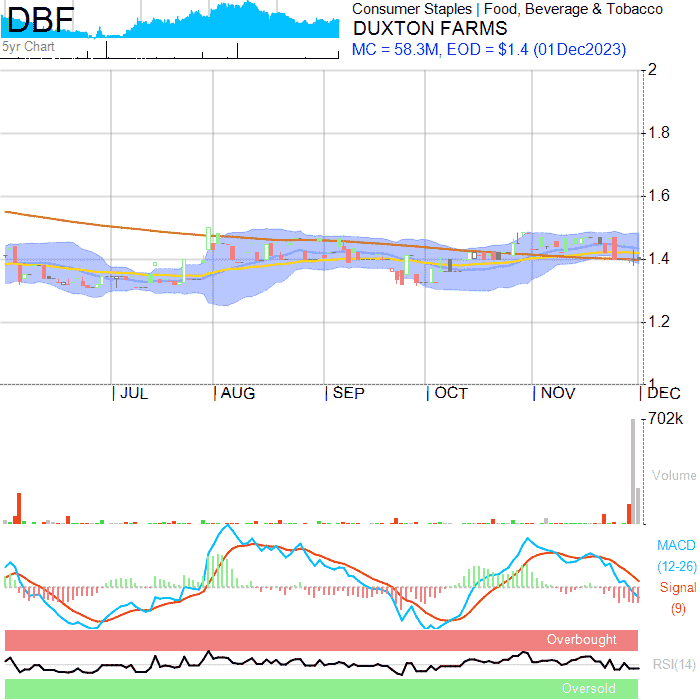 DBF
5yr Chart
Consumer Staples | Food, Beverage & Tobacco
DUXTON FARMS
MC = 58.3M, EOD = $1.4 (01Dec2023)
2
1.8
1.6
1.4
1.2
1
| JUL | AUG | SEP | OCT | NOV | DEC
702k
Volume
MACD
(12-26)
Signal
(9)
Overbought
RSI(14)
Oversold